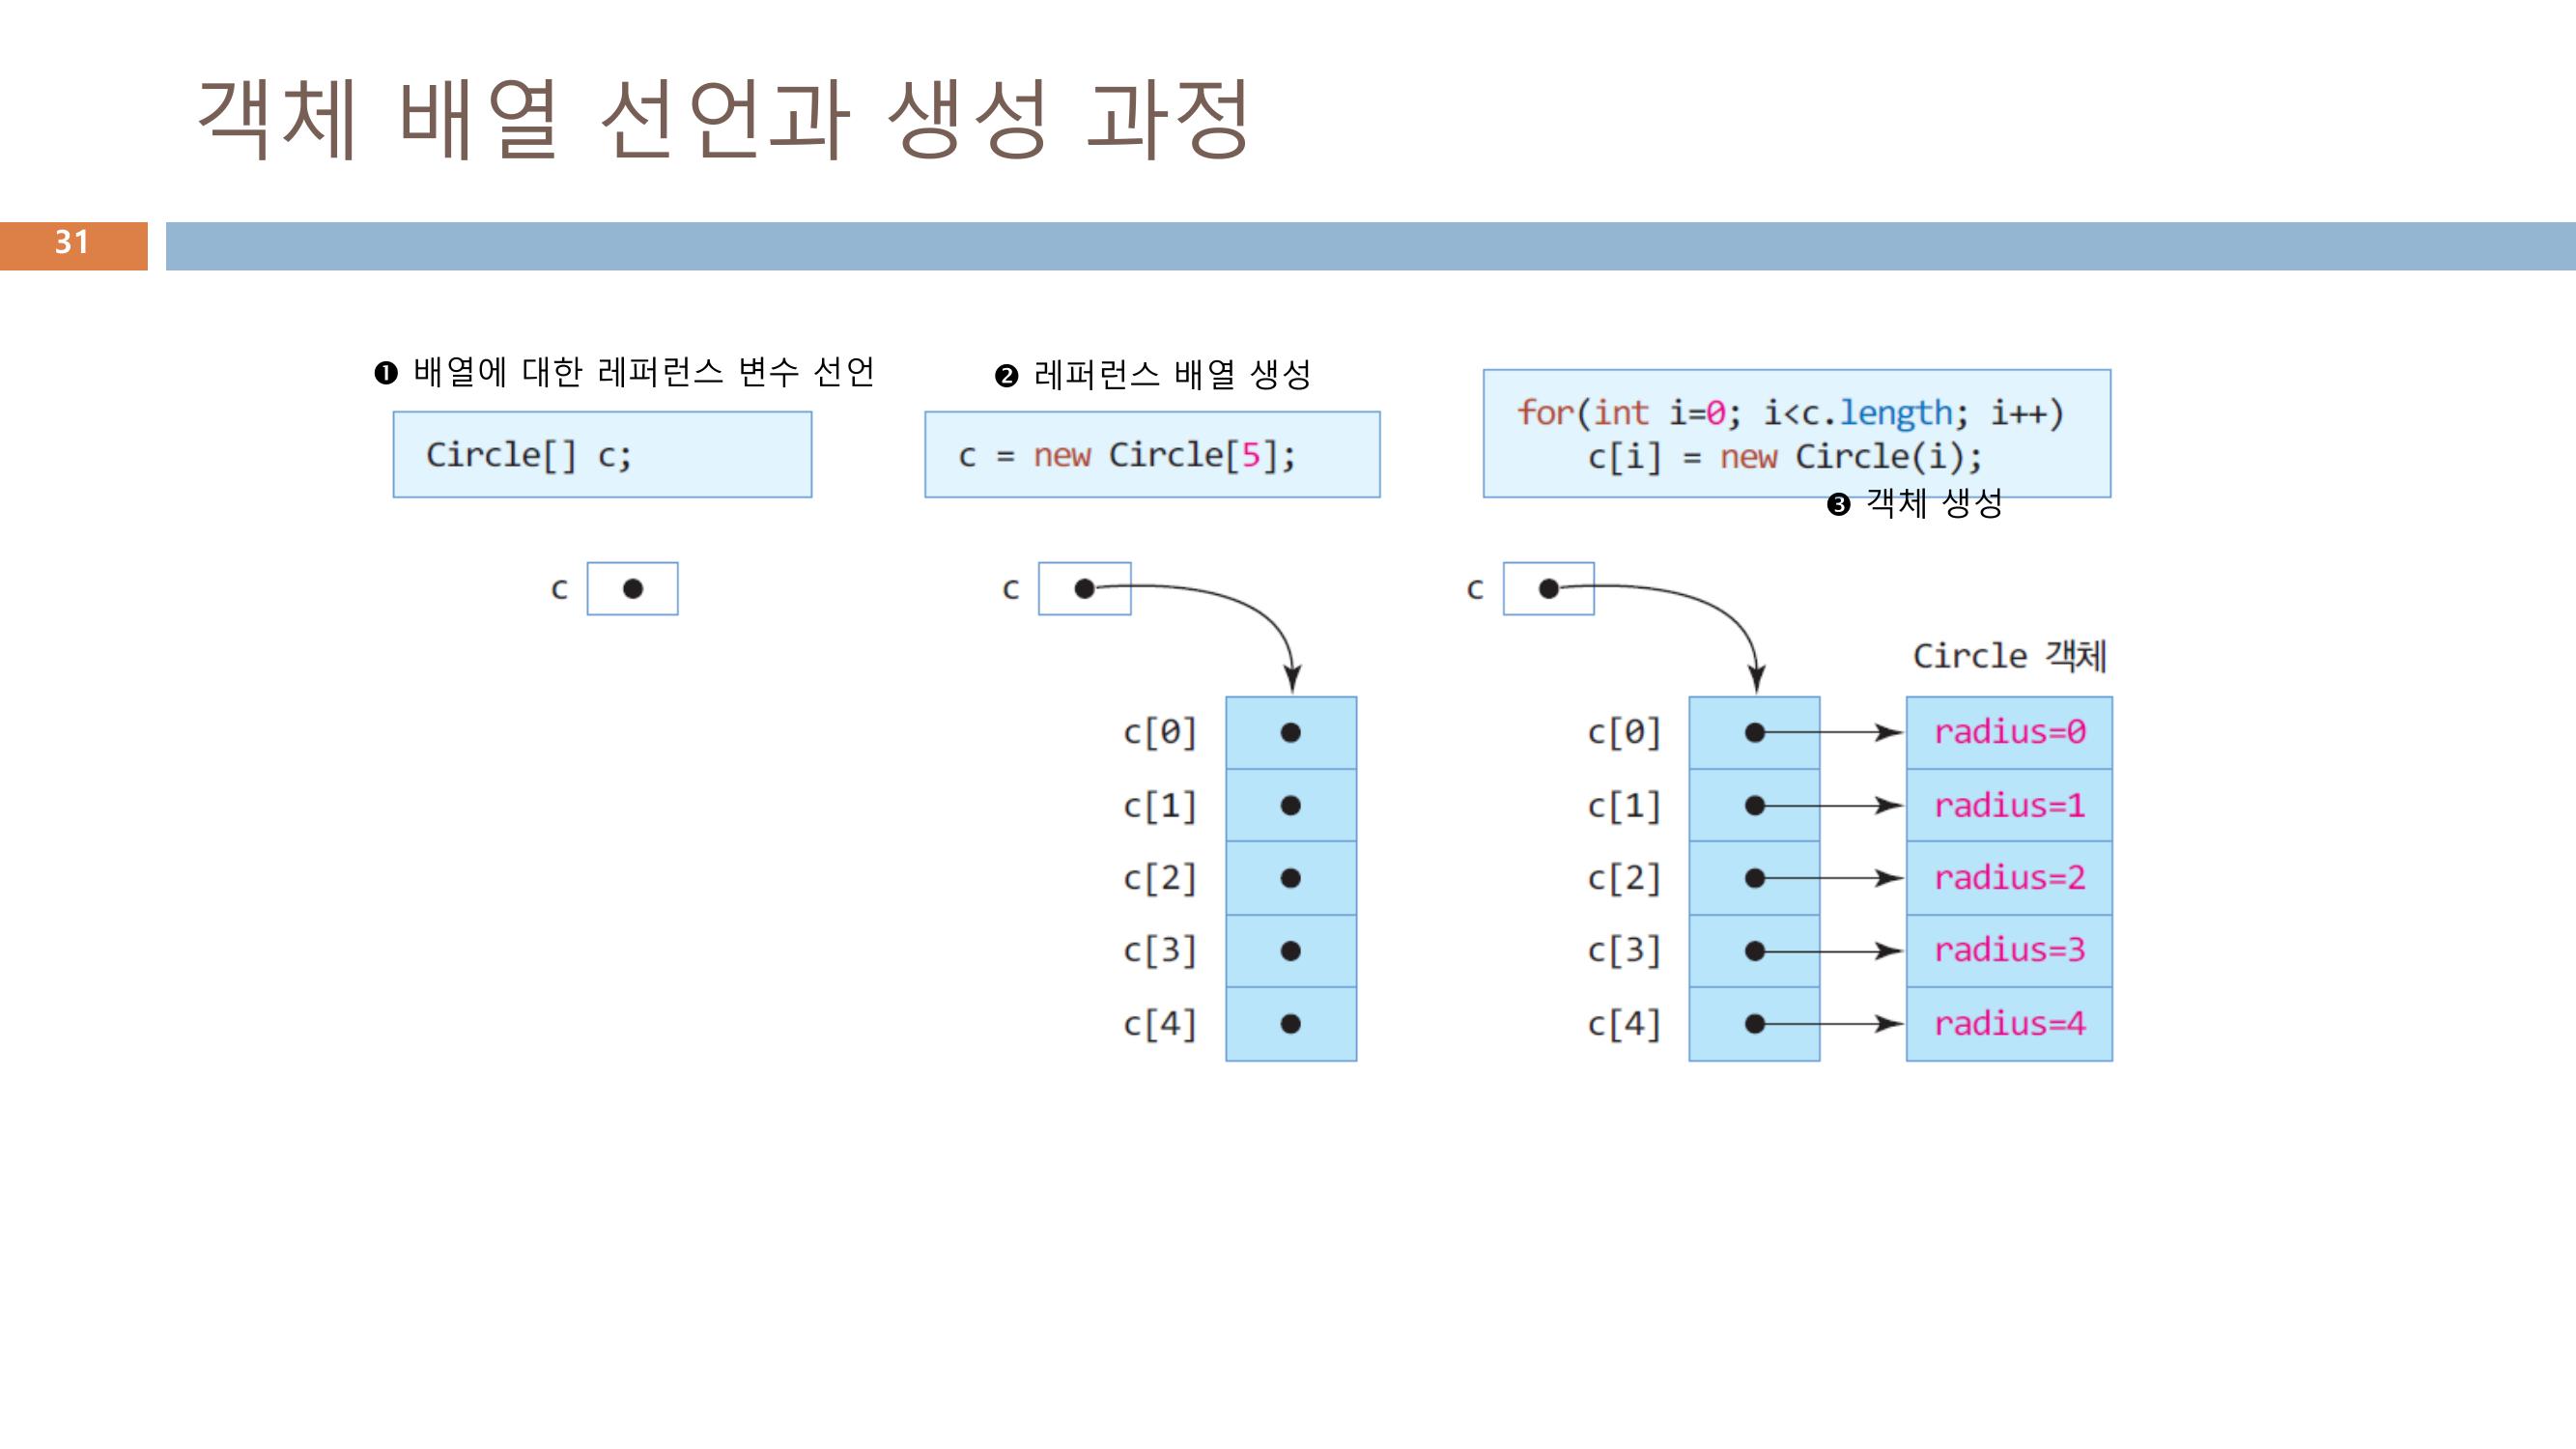 객체 배열 선언과 생성 과정
31
❶ 배열에 대한 레퍼런스 변수 선언
Circle[] c;
c
❷ 레퍼런스 배열 생성
c = new Circle[5];
c
c[0]
c[1]
c[2]
c[3]
c[4]
for(int i=0; i<c.length; i++)
c[i] = new Circle(i);
❸ 객체 생성
c
Circle 객체
c[0] radius=0
c[1] radius=1
c[2] radius=2
c[3] radius=3
c[4] radius=4